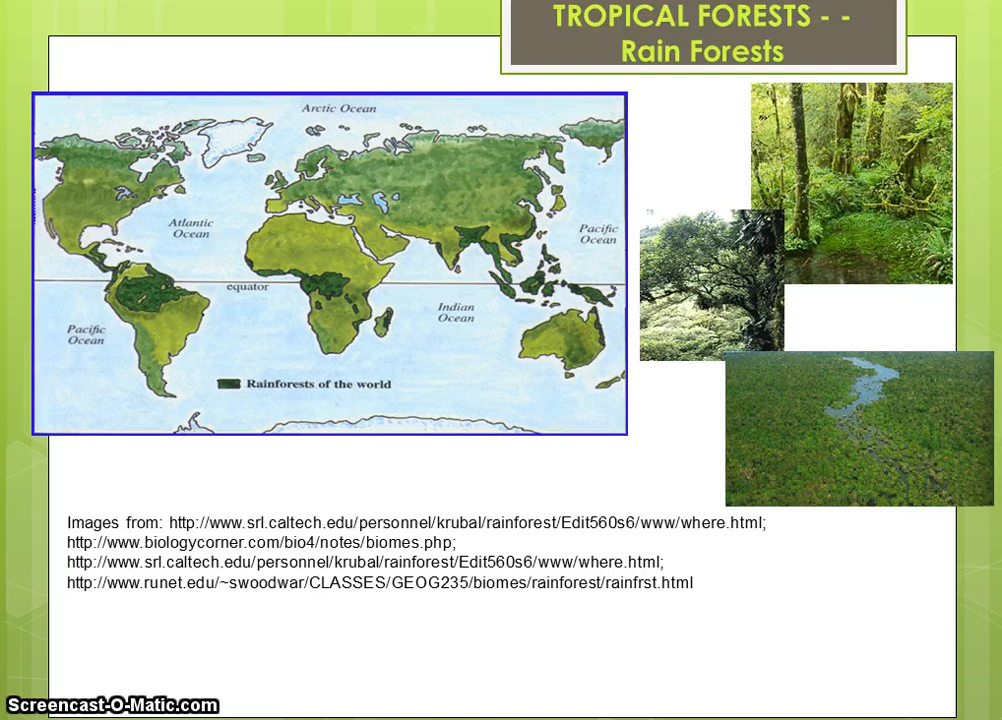 TROPICAL FORESTS - -
Rain Forests
Arctic Ocean
Atlantic
Ocean
Pacific
Ocean
equator
Indian
Ocean
Pacific
Ocean
Rainforests of the world
Images from: http://www.srl.caltech.edu/personnel/krubal/rainforest/Edit560s6/www/where.html;
http://www.biologycorner.com/bio4/notes/biomes.php;
http://www.srl.caltech.edu/personnel/krubal/rainforest/Edit560s6/www/where.html;
http://www.runet.edu/~swoodwar/CLASSES/GEOG235/biomes/rainforest/rainfrst.html
Screencast-O-Matic.com